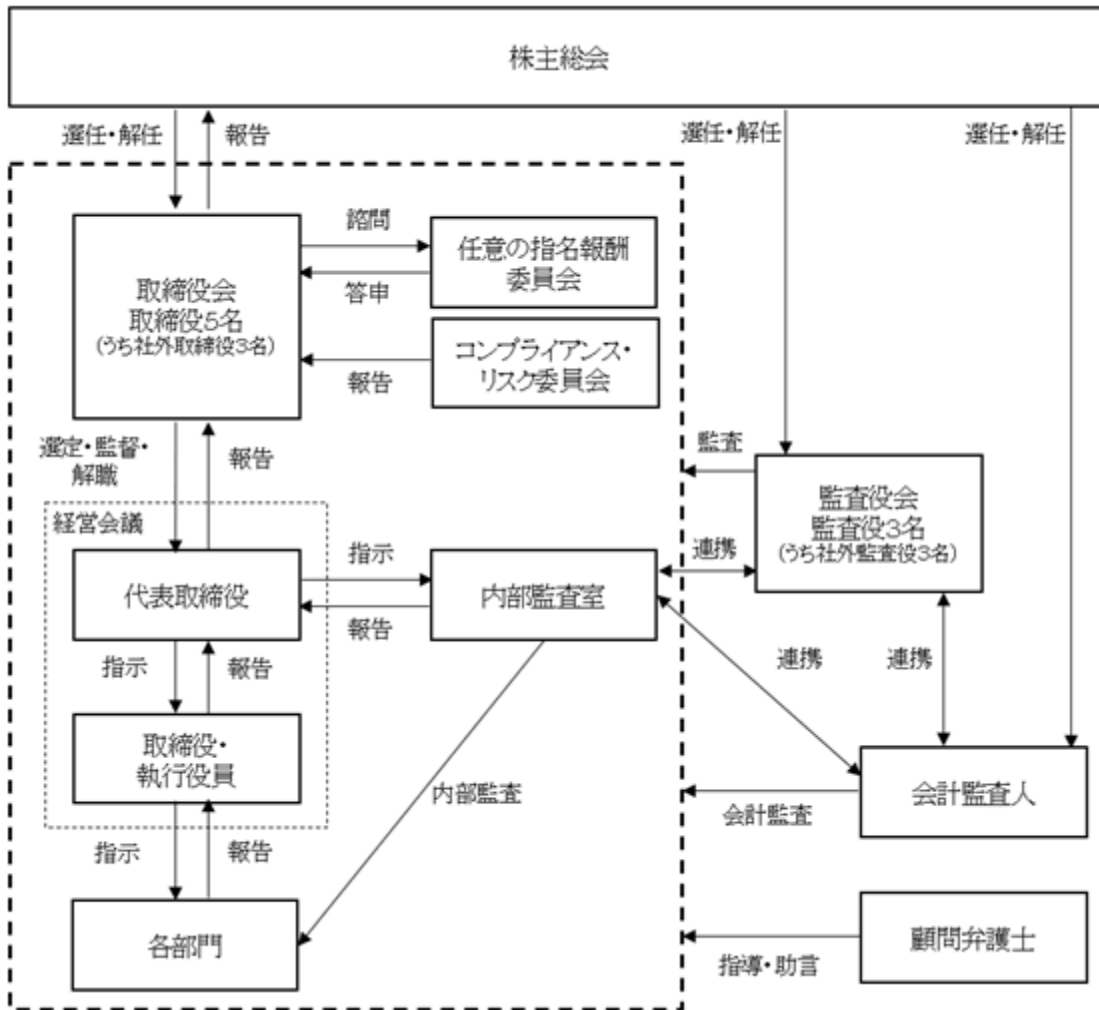 株主総会
選任・解任
報告
選任・解任
選任・解任
取締役会
取締役5名
(うち社外取締役3名)
諮問
答申
任意の指名報酬
委員会
報告
コンプライアンス・
リスク委員会
選定・監督・
解職
報告
監査
監査役会
監査役3名
(うち社外監査役3名)
経営会議
代表取締役
指示
報告
内部監査室
連携
指示
報告
連携
連携
取締役・
執行役員
内部監査
会計監査
会計監査人
指示
報告
各部門
指導・助言
顧問弁護士